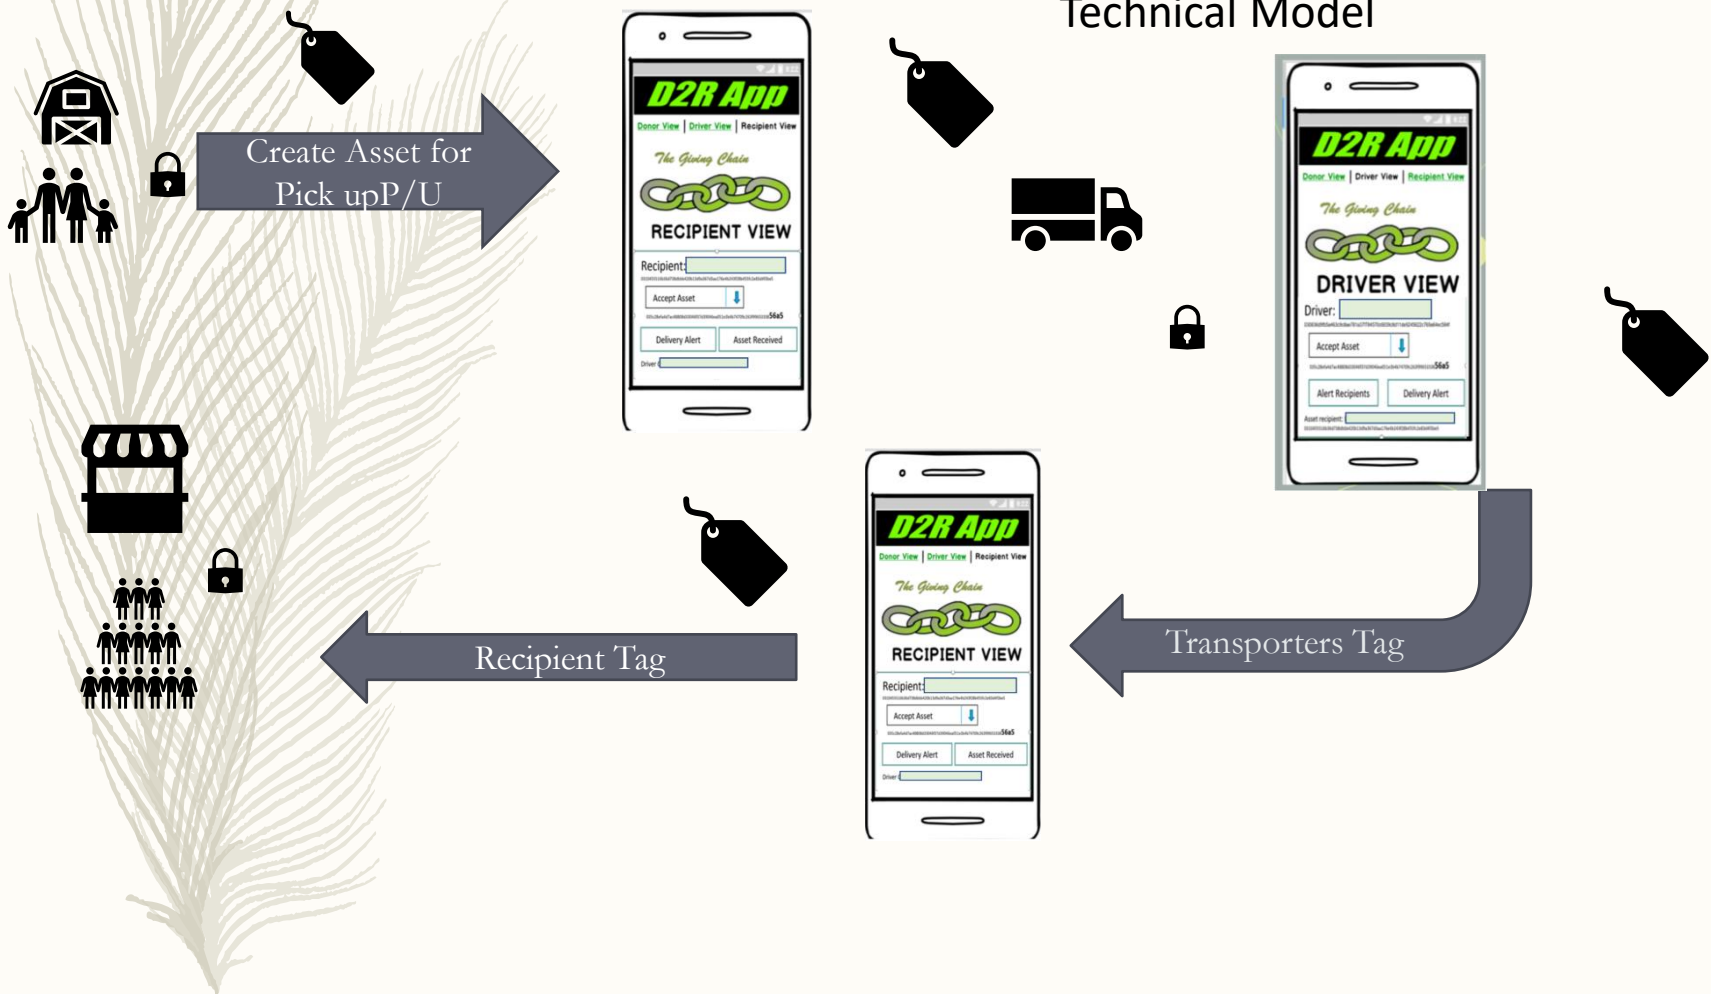 Technical Model
Create Asset for
Pick upP/U
D2R App
Donor View | Driver View | Recipient View
The Giving Chain
RECIPIENT VIEW
Recipient:
Accept Asset
56a5
Delivery Alert
Asset Received
Driver
D2R App
Donor View | Driver View | Recipient View
The Giving Chain
DRIVER VIEW
Driver:
Accept Asset
56a5
Alert Recipients
Delivery Alert
Asset recipient:
D2R App
Donor View | Driver View | Recipient View
The Giving Chain
RECIPIENT VIEW
Recipient:
Accept Asset
56a5
Delivery Alert
Asset Received
Driver
Transporters Tag
Recipient Tag